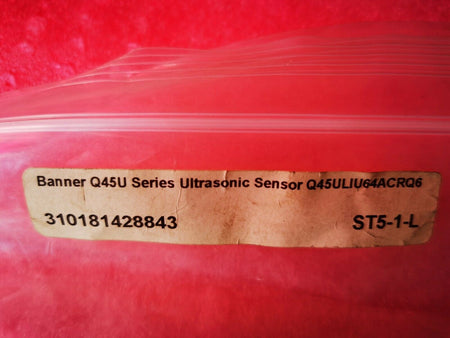 Banner Q45U Series Ultrasonic Sensor Q45ULIU64ACRQ6
310181428843
ST5-1-L